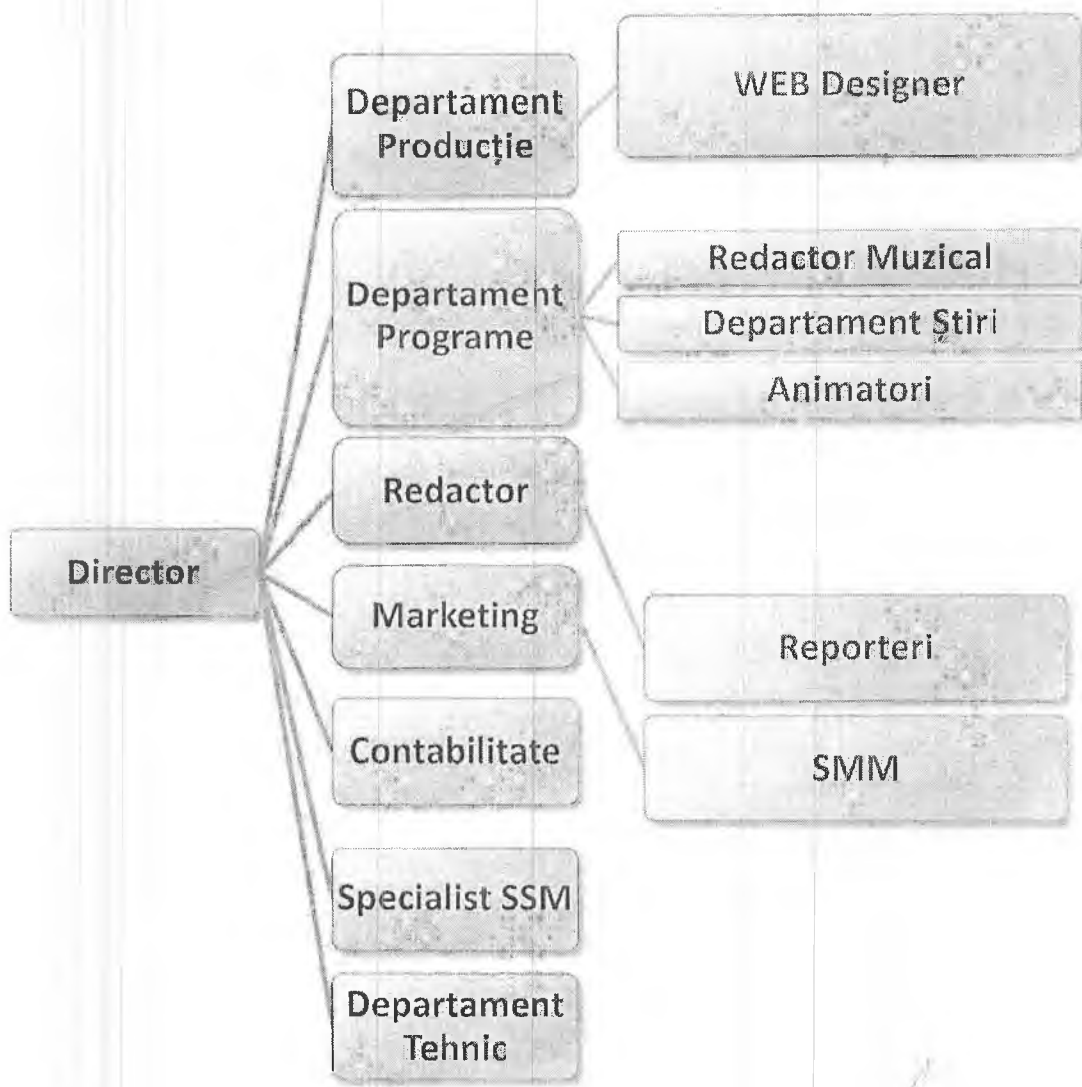 Director
Departament
Producție
WEB Designer
Departament
Programe
Redactor Muzical
Departament Știri
Animatori
Redactor
Reporteri
Marketing
SMM
Contabilitate
Specialist SSM
Departament
Tehnic